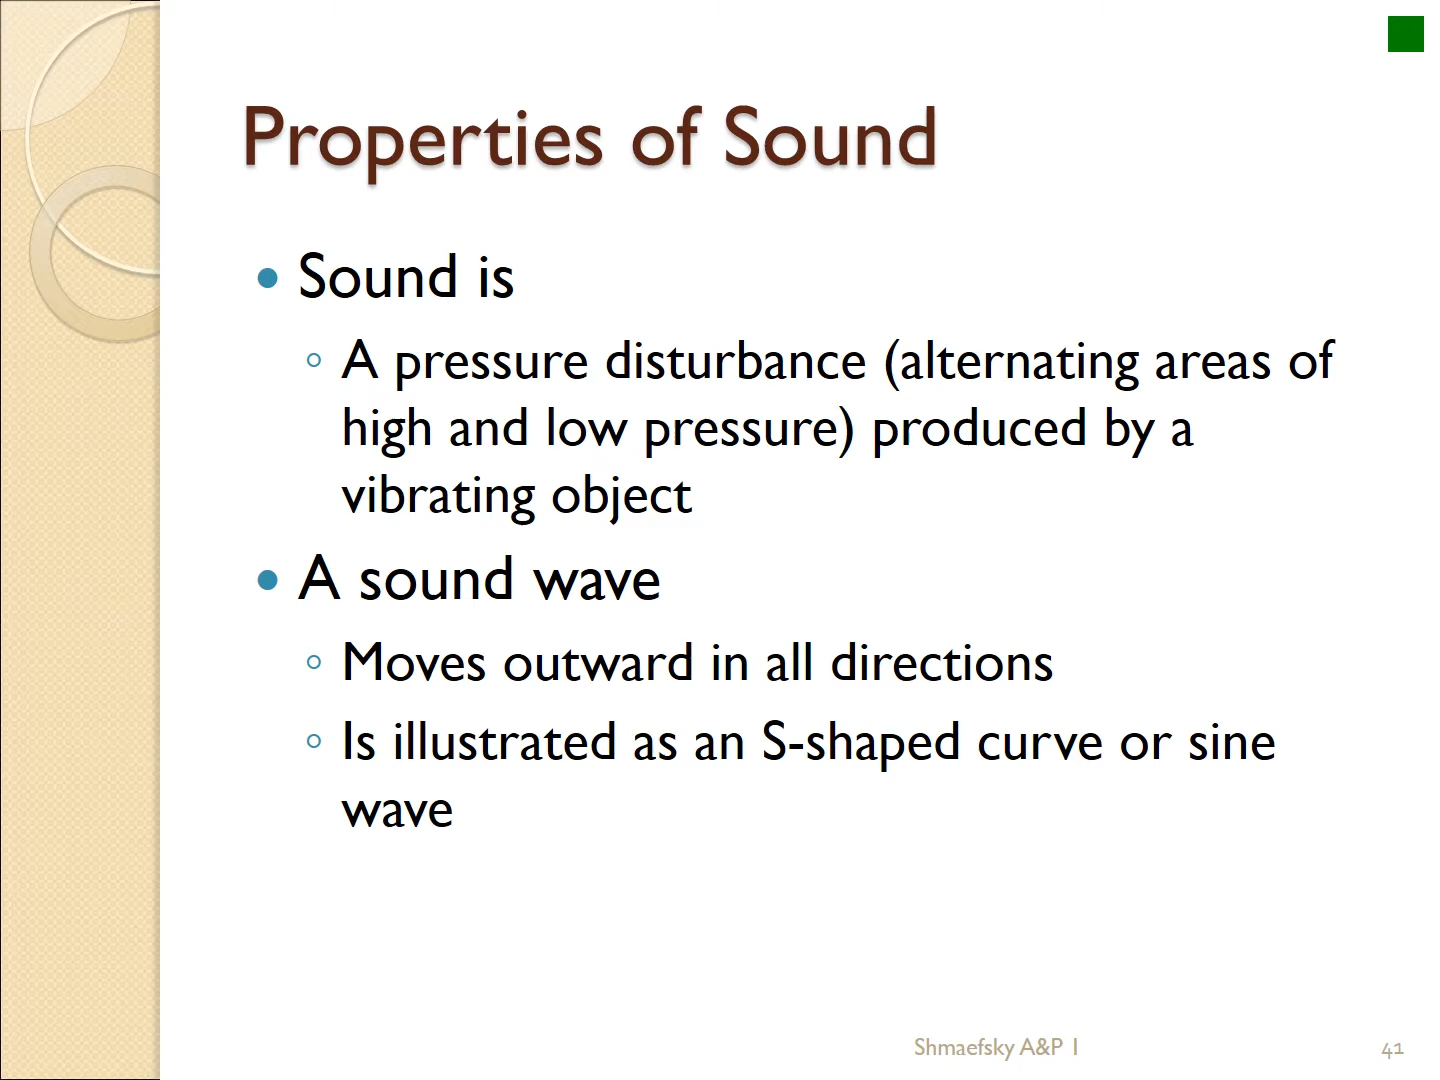 Properties of Sound
• Sound is
◦ A pressure disturbance (alternating areas of
high and low pressure) produced by a
vibrating object
• A sound wave
◦ Moves outward in all directions
◦ Is illustrated as an S-shaped curve or sine
wave
Shmaefsky A&P 1 41